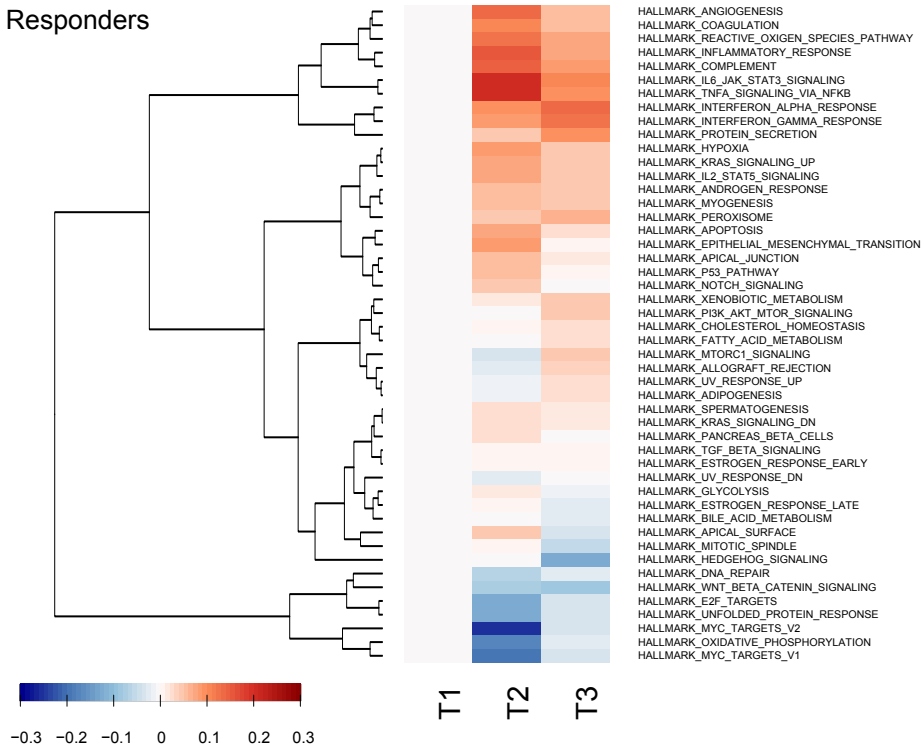 Responders
HALLMARK_ANGIOGENESIS
HALLMARK_COAGULATION
HALLMARK_REACTIVE_OXIGEN_SPECIES_PATHWAY
HALLMARK_INFLAMMATORY_RESPONSE
HALLMARK_COMPLEMENT
HALLMARK_IL6_JAK_STAT3_SIGNALING
HALLMARK_TNFA_SIGNALING_VIA_NFKB
HALLMARK_INTERFERON_ALPHA_RESPONSE
HALLMARK_INTERFERON_GAMMA_RESPONSE
HALLMARK_PROTEIN_SECRETION
HALLMARK_HYPOXIA
HALLMARK_KRAS_SIGNALING_UP
HALLMARK_IL2_STAT5_SIGNALING
HALLMARK_ANDROGEN_RESPONSE
HALLMARK_MYOGENESIS
HALLMARK_PEROXISOME
HALLMARK_APOPTOSIS
HALLMARK_EPITHELIAL_MESENCHYMAL_TRANSITION
HALLMARK_APICAL_JUNCTION
HALLMARK_P53_PATHWAY
HALLMARK_NOTCH_SIGNALING
HALLMARK_XENOBIOTIC_METABOLISM
HALLMARK_PI3K_AKT_MTOR_SIGNALING
HALLMARK_CHOLESTEROL_HOMEOSTASIS
HALLMARK_FATTY_ACID_METABOLISM
HALLMARK_MTORC1_SIGNALING
HALLMARK_ALLOGRAFT_REJECTION
HALLMARK_UV_RESPONSE_UP
HALLMARK_ADIPOGENESIS
HALLMARK_SPERMATOGENESIS
HALLMARK_KRAS_SIGNALING_DN
HALLMARK_PANCREAS_BETA_CELLS
HALLMARK_TGF_BETA_SIGNALING
HALLMARK_ESTROGEN_RESPONSE_EARLY
HALLMARK_UV_RESPONSE_DN
HALLMARK_GLYCOLYSIS
HALLMARK_ESTROGEN_RESPONSE_LATE
HALLMARK_BILE_ACID_METABOLISM
HALLMARK_APICAL_SURFACE
HALLMARK_MITOTIC_SPINDLE
HALLMARK_HEDGEHOG_SIGNALING
HALLMARK_DNA_REPAIR
HALLMARK_WNT_BETA_CATENIN_SIGNALING
HALLMARK_E2F_TARGETS
HALLMARK_UNFOLDED_PROTEIN_RESPONSE
HALLMARK_MYC_TARGETS_V2
HALLMARK_OXIDATIVE_PHOSPHORYLATION
HALLMARK_MYC_TARGETS_V1
T1 T2 T3
−0.3 −0.2 −0.1 0 0.1 0.2 0.3